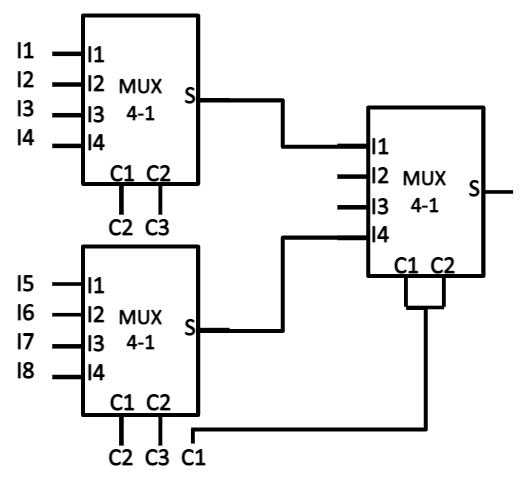 I1 I1
I2 I2 MUX S
I3 I3 4-1
I4 I4
C1 C2
C2 C3
I1
I2 MUX S
I3 4-1
I4
C1 C2
I5 I1
I6 I2 MUX S
I7 I3 4-1
I8 I4
C1 C2
C2 C3 C1